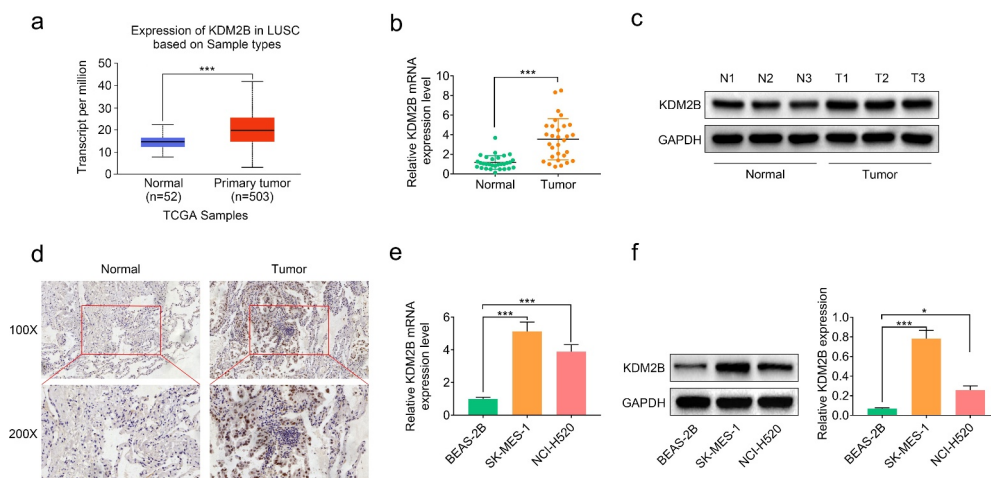 a
Expression of KDM2B in LUSC
based on Sample types
Transcript per million
50
40
30
20
10
0
***
Normal
(n=52)
Primary tumor
(n=503)
TCGA Samples
b
Relative KDM2B mRNA
expression level
10
8
6
4
2
0
***
Normal
Tumor
c
N1 N2 N3 T1 T2 T3
KDM2B
GAPDH
Normal
Tumor
d
Normal
Tumor
100X
200X
e
Relative KDM2B mRNA
expression level
8
6
4
2
0
***
***
BEAS-2B
SK-MES-1
NCI-H520
f
KDM2B
GAPDH
BEAS-2B
SK-MES-1
NCI-H520
Relative KDM2B expression
1.0
0.8
0.6
0.4
0.2
0.0
*
***
BEAS-2B
SK-MES-1
NCI-H520